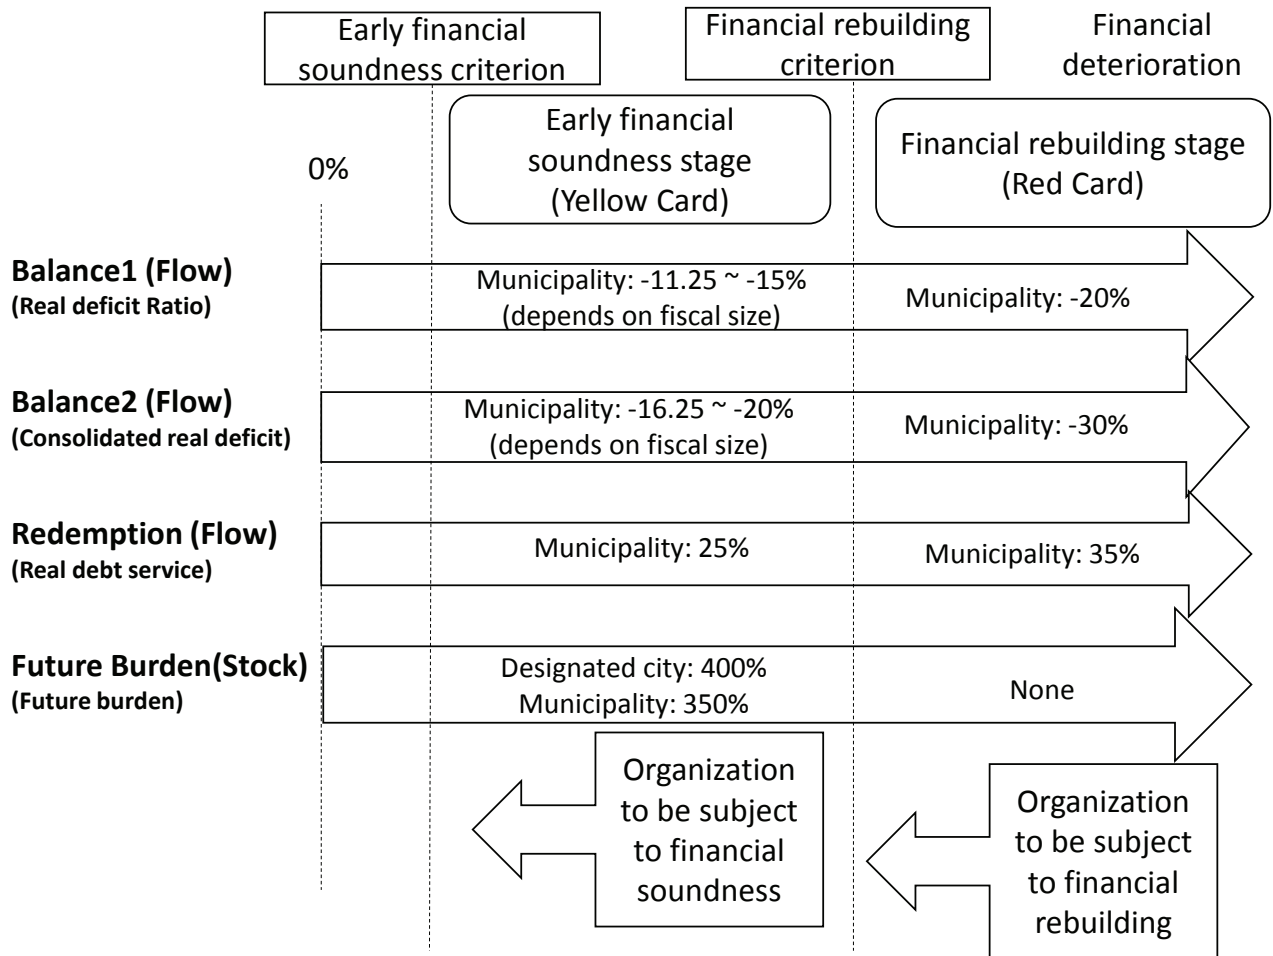 Early financial
soundness criterion
Financial rebuilding
criterion
Financial
deterioration
0%
Early financial
soundness stage
(Yellow Card)
Financial rebuilding stage
(Red Card)
Balance1 (Flow)
(Real deficit Ratio)
Municipality: -11.25 ~ -15%
(depends on fiscal size)
Municipality: -20%
Balance2 (Flow)
(Consolidated real deficit)
Municipality: -16.25 ~ -20%
(depends on fiscal size)
Municipality: -30%
Redemption (Flow)
(Real debt service)
Municipality: 25%
Municipality: 35%
Future Burden(Stock)
(Future burden)
Designated city: 400%
Municipality: 350%
None
Organization
to be subject
to financial
soundness
Organization
to be subject
to financial
rebuilding